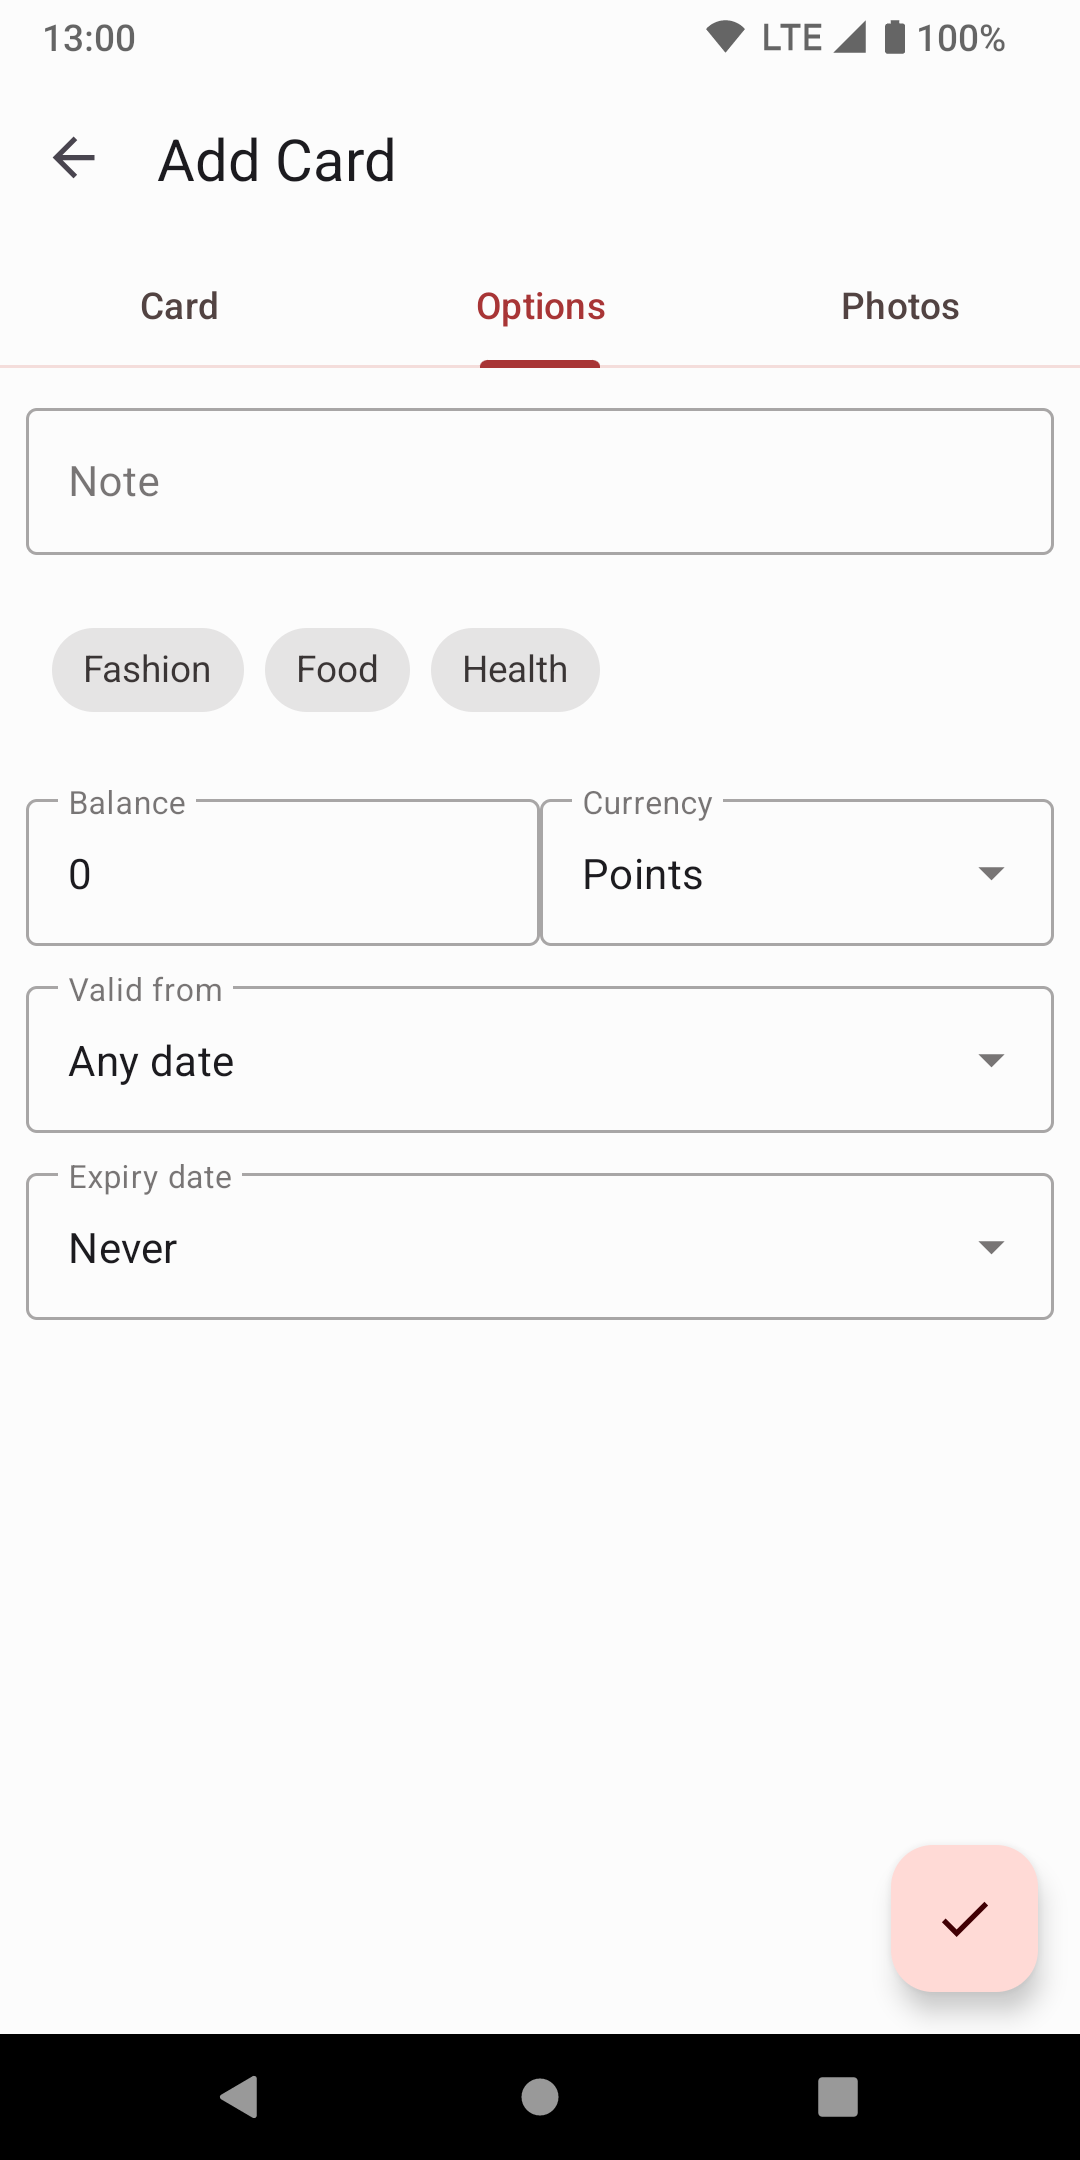 13:00 LTE 100%
Add Card
Card Options Photos
Note
Fashion Food Health
Balance Currency
0 Points
Valid from
Any date
Expiry date
Never